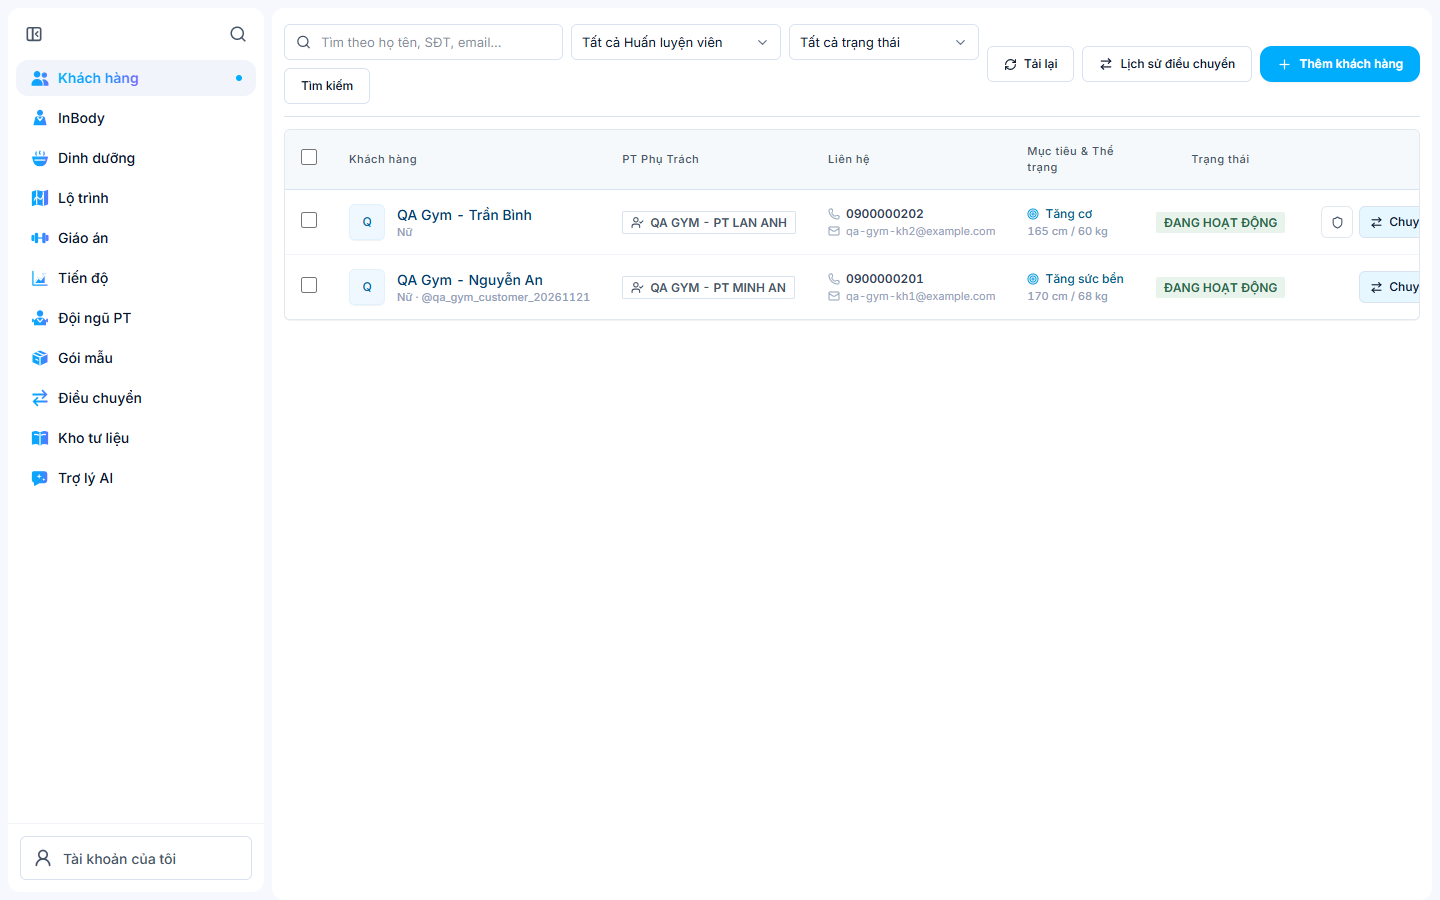 Khách hàng
InBody
Dinh dưỡng
Lộ trình
Giáo án
Tiến độ
Đội ngũ PT
Gói mẫu
Điều chuyển
Kho tư liệu
Trợ lý AI
Tài khoản của tôi
Tìm theo họ tên, SĐT, email...
Tất cả Huấn luyện viên
Tất cả trạng thái
Tìm kiếm
Tải lại
Lịch sử điều chuyển
Thêm khách hàng
Khách hàng
PT Phụ Trách
Liên hệ
Mục tiêu & Thể
trạng
Trạng thái
Q
QA Gym - Trần Bình
Nữ
QA GYM - PT LAN ANH
0900000202
qa-gym-kh2@example.com
Tăng cơ
165 cm / 60 kg
ĐANG HOẠT ĐỘNG
Chuy
Q
QA Gym - Nguyễn An
Nữ · @qa_gym_customer_20261121
QA GYM - PT MINH AN
0900000201
qa-gym-kh1@example.com
Tăng sức bền
170 cm / 68 kg
ĐANG HOẠT ĐỘNG
Chuy